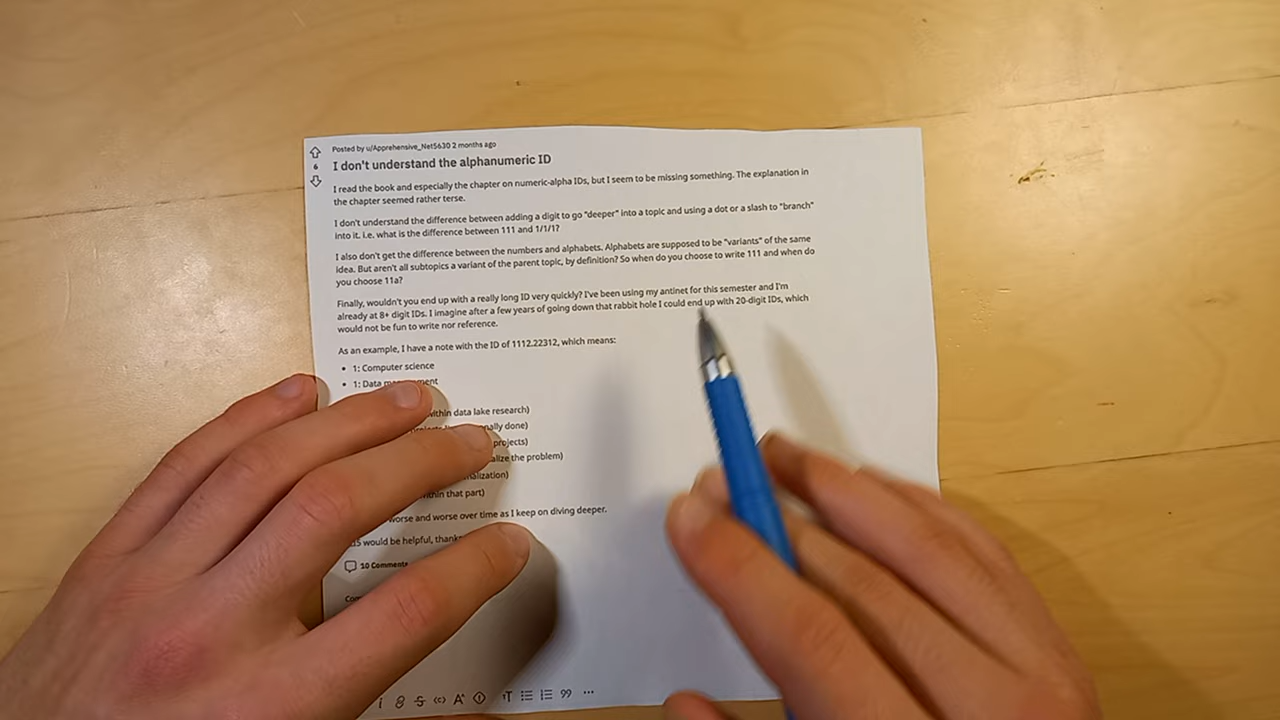 Posted by u/Apprehensive_Net5630 2 months ago
6
I don't understand the alphanumeric ID
I read the book and especially the chapter on numeric-alpha IDs, but I seem to be missing something. The explanation in
the chapter seemed rather terse.
I don't understand the difference between adding a digit to go "deeper" into a topic and using a dot or a slash to "branch"
into it. i.e. what is the difference between 111 and 1/1/1?
I also don't get the difference between the numbers and alphabets. Alphabets are supposed to be "variants" of the same
idea. But aren't all subtopics a variant of the parent topic, by definition? So when do you choose to write 111 and when do
you choose 11a?
Finally, wouldn't you end up with a really long ID very quickly? I've been using my antinet for this semester and I'm
already at 8+ digit IDs. I imagine after a few years of going down that rabbit hole I could end up with 20-digit IDs, which
would not be fun to write nor reference.
As an example, I have a note with the ID of 1112.22312, which means:
• 1: Computer science
• 1: Data
within data lake research)
done)
projects)
the problem)
within that part)
worse and worse over time as I keep on diving deeper.
would be helpful,
10 Comments